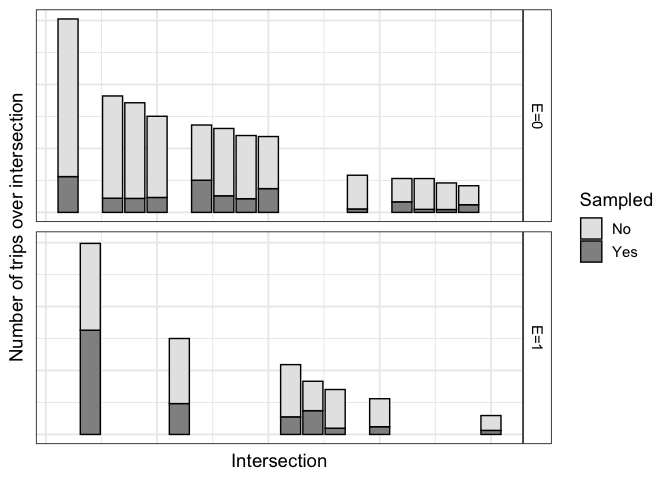 Number of trips over intersection
E=0
E=1
Intersection
Sampled
No
Yes